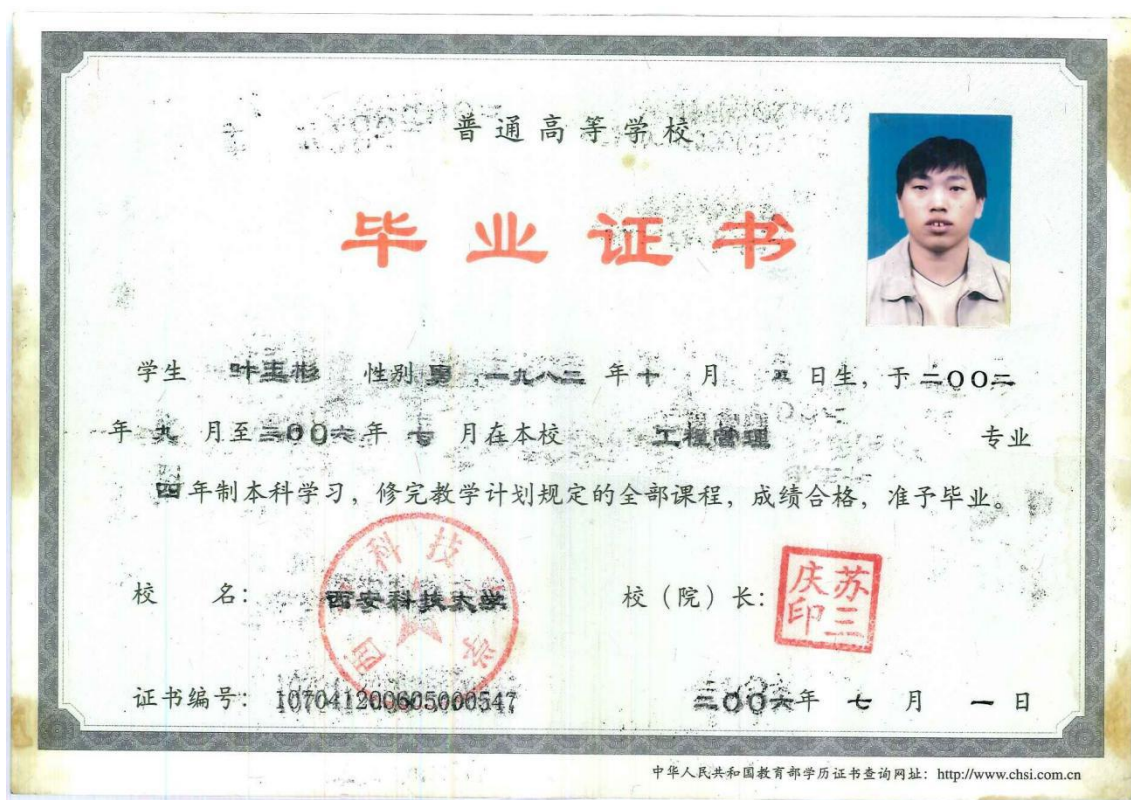 普通高等学校
毕业证书
学生 叶玉彬 性别 男 ,一九八二 年 十 月 五 日生, 于 二〇〇二
年 九 月至 二〇〇六 年 七 月在本校 工程管理 专业
四年制本科学习, 修完教学计划规定的全部课程, 成绩合格, 准予毕业。
校 名: 西安科技大学 校(院)长: 苏三庆印
证书编号: 107041200605000547 二〇〇六年 七 月 一 日
中华人民共和国教育部学历证书查询网址: http://www.chsi.com.cn